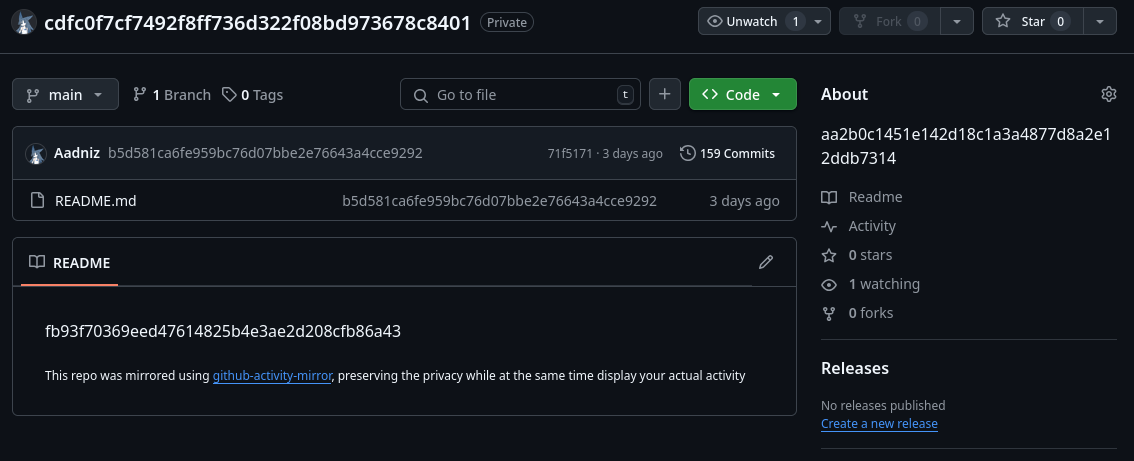 cdfc0f7cf7492f8ff736d322f08bd973678c8401 Private Unwatch 1 Fork 0 Star 0
main 1 Branch 0 Tags Go to file t Code
About
aa2b0c1451e142d18c1a3a4877d8a2e1
2ddb7314
Aadniz b5d581ca6fe959bc76d07bbe2e76643a4cce9292 71f5171 · 3 days ago 159 Commits
README.md b5d581ca6fe959bc76d07bbe2e76643a4cce9292 3 days ago
Readme
Activity
0 stars
1 watching
0 forks
README
fb93f70369eed47614825b4e3ae2d208cfb86a43
This repo was mirrored using github-activity-mirror, preserving the privacy while at the same time display your actual activity
Releases
No releases published
Create a new release